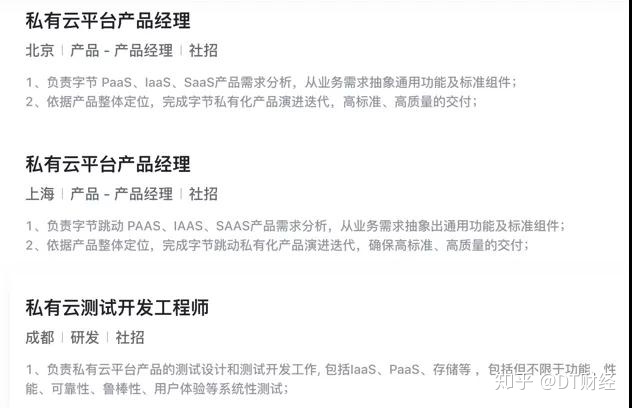 私有云平台产品经理
北京 | 产品 - 产品经理 | 社招
1、负责字节 PaaS、IaaS、SaaS产品需求分析，从业务需求抽象通用功能及标准组件；
2、依据产品整体定位，完成字节私有化产品演进迭代，高标准、高质量的交付；
私有云平台产品经理
上海 | 产品 - 产品经理 | 社招
1、负责字节跳动 PAAS、IAAS、SAAS产品需求分析，从业务需求抽象出通用功能及标准组件；
2、依据产品整体定位，完成字节跳动私有化产品演进迭代，确保高标准、高质量的交付；
私有云测试开发工程师
成都 | 研发 | 社招
1、负责私有云平台产品的测试设计和测试开发工作, 包括IaaS、PaaS、存储等 ，包括但不限于功能，性
能、可靠性、鲁棒性、用户体验等系统性测试；
知乎 @DT财经